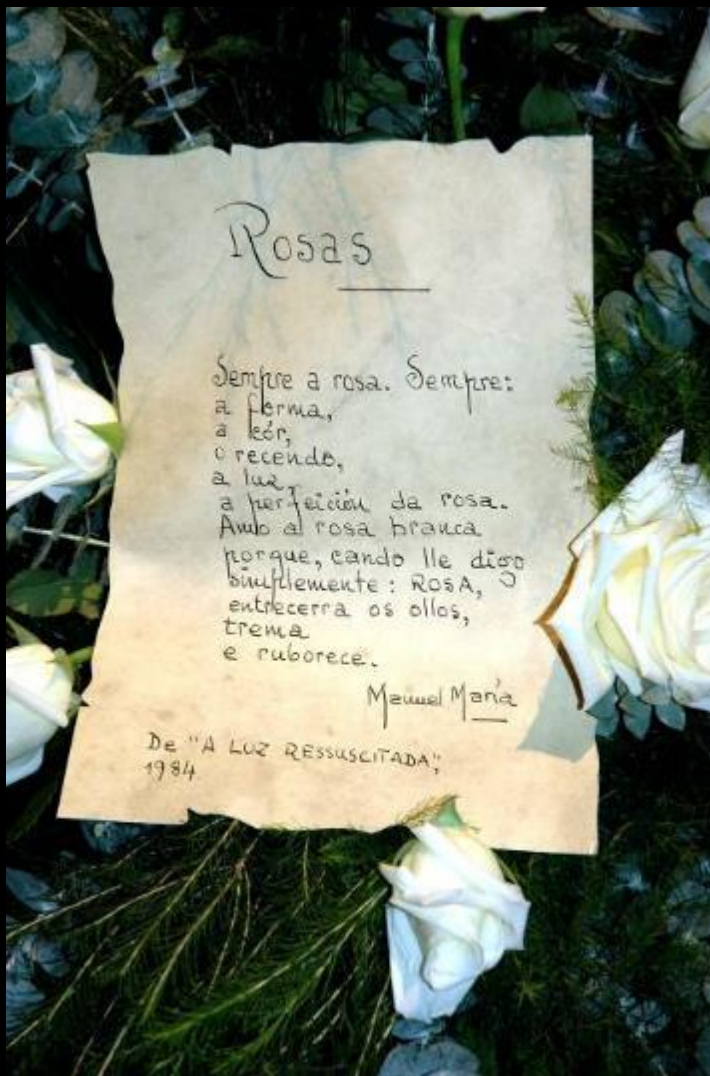 Rosas
Sempre a rosa. Sempre:
a forma,
a cór,
o recendo,
a luz,
a perfeición da rosa.
Amo a rosa branca
porque, cando lle digo
simplemente: ROSA,
entrecerra os ollos,
trema
e ruborece.
Manuel María
De "A LUZ RESSUSCITADA",
1984